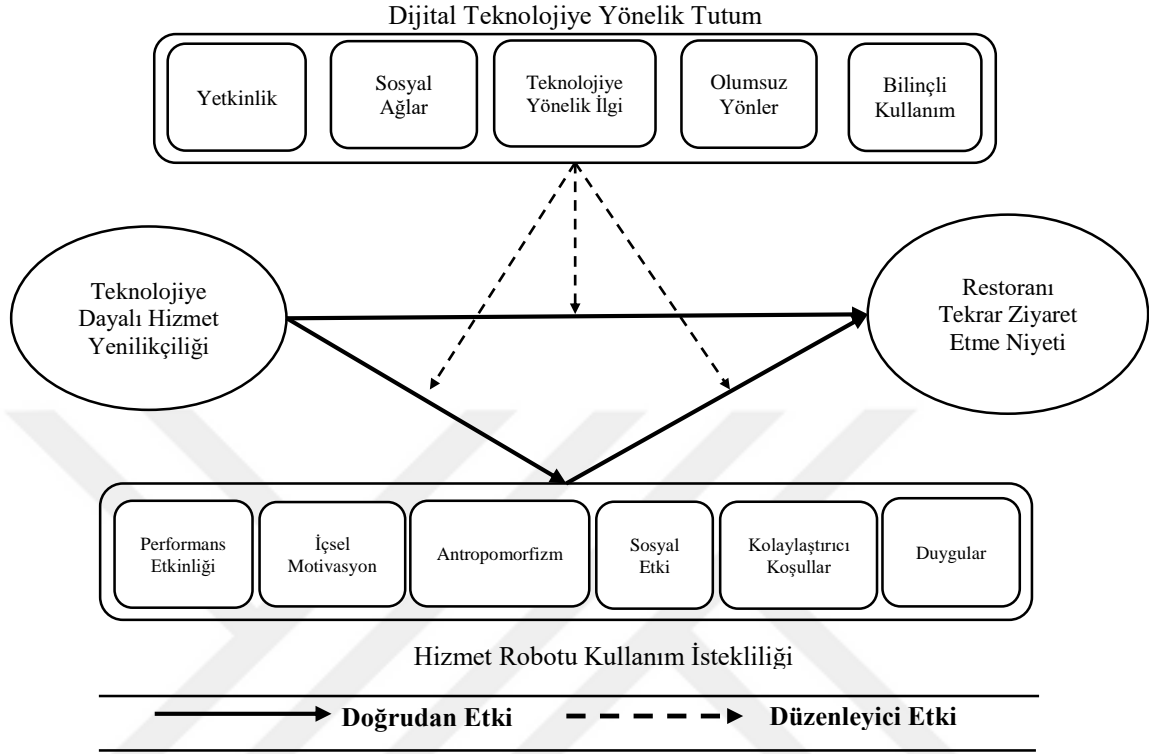 Dijital Teknolojiye Yönelik Tutum
Yetkinlik
Sosyal
Ağlar
Teknolojiye
Yönelik İlgi
Olumsuz
Yönler
Bilinçli
Kullanım
Teknolojiye
Dayalı Hizmet
Yenilikçiliği
Restoranı
Tekrar Ziyaret
Etme Niyeti
Performans
Etkinliği
İçsel
Motivasyon
Antropomorfizm
Sosyal
Etki
Kolaylaştırıcı
Koşullar
Duygular
Hizmet Robotu Kullanım İstekliliği
Doğrudan Etki
Düzenleyici Etki